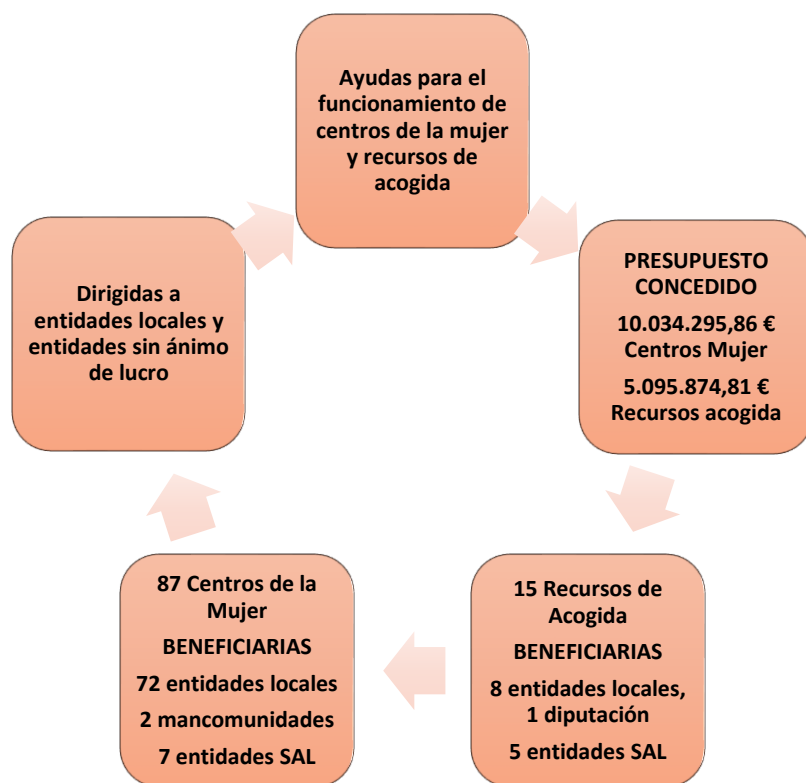 Ayudas para el
funcionamiento de
centros de la mujer
y recursos de
acogida
PRESUPUESTO
CONCEDIDO
10.034.295,86 €
Centros Mujer
5.095.874,81 €
Recursos acogida
15 Recursos de
Acogida
BENEFICIARIAS
8 entidades locales,
1 diputación
5 entidades SAL
87 Centros de la
Mujer
BENEFICIARIAS
72 entidades locales
2 mancomunidades
7 entidades SAL
Dirigidas a
entidades locales y
entidades sin ánimo
de lucro